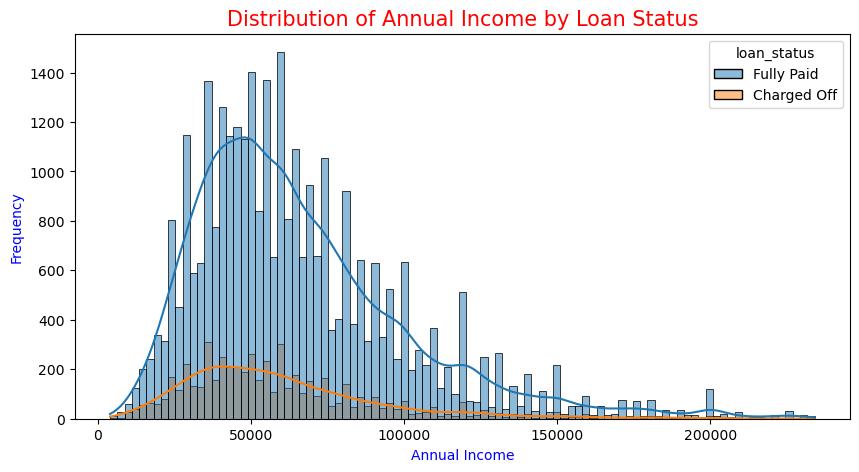 Distribution of Annual Income by Loan Status
loan_status
Fully Paid
Charged Off
Frequency
1400
1200
1000
800
600
400
200
0
0
50000
100000
150000
200000
Annual Income